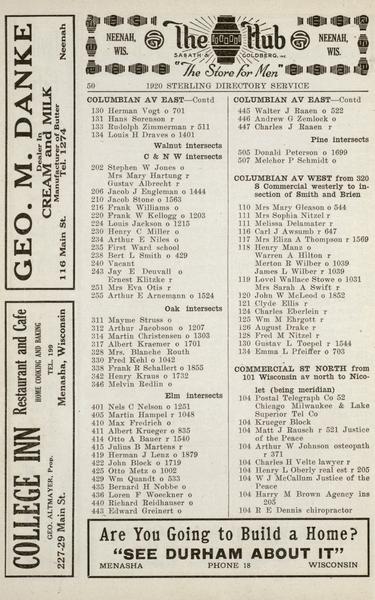 GEO. M. DANKE
Dealer In
CREAM and MILK
Manufacturer of Butter
Tel. 1274
116 Main St.
Neenah
COLLEGE INN
Restaurant and Cafe
HOME COOKING AND BAKING
GEO. ALTMAYER, Prop.
TEL. 199
227-29 Main St.
Menasha, Wisconsin
NEENAH, WIS.
The Hub
SABATH & GOLDBERG, INC
NEENAH, WIS.
"The Store for Men"
50 1920 STERLING DIRECTORY SERVICE
COLUMBIAN AV EAST—Contd
130 Herman Vogt o 701
131 Hans Sorenson r
133 Rudolph Zimmerman r 511
134 Louis H Draves o 1401
Walnut intersects
C & N W intersects
202 Stephen W Jones o
Mrs Mary Hartung r
Gustav Albrecht r
206 Jacob J Engleman o 1444
210 Jacob Stone o 1563
216 Frank Williams o
220 Frank W Kellogg o 1203
224 Louis Jackson o 1215
230 Henry C Miller o
234 Arthur E Niles o
235 First Ward school
238 Bert L Smith o 429
240 Vacant
243 Jay E Deuvall o
Ernest Klitzke r
251 Mrs Eva Otis r
255 Arthur E Arnemann o 1524
Oak intersects
311 Mayme Struss o
312 Arthur Jacobson o 1207
314 Martin Christensen o 1303
317 Albert Kraemer o 701
328 Mrs. Blanche Routh
330 Fred Kehl o 1042
338 Frank R Schallert o 1855
342 Henry Kraus o 1732
346 Melvin Redlin o
Elm intersects
401 Nels C Nelson o 1251
405 Martin Hampel r 1048
410 Max Fredrich o
411 Albert Krueger o 835
414 Otto A Bauer r 1540
415 Julius B Martens r
419 Herman J Lenz o 1879
422 John Block o 1719
425 Otto Metz o 1002
429 Wm Quandt o 533
435 Bernard H Nobbe o
436 Loren F Woeckner o
440 Richard Reidhauser o
443 Edward Greinert o
COLUMBIAN AV EAST—Contd
445 Walter J Raaen o 522
446 Andrew G Zemlock o
447 Charles J Raaen r
Pine intersects
505 Donald Peterson o 1699
507 Melchor P Schmidt o
COLUMBIAN AV WEST from 320
S Commercial westerly to in-
section of Smith and Brien
110 Mrs Mary Gleason o 544
111 Mrs Sophia Nitzel r
111 Melissa Delamater r
116 Carl J Awsumb r 647
117 Mrs Eliza A Thompson r 1569
118 Henry Manz o
Warren A Hilton r
Merton R Wilber o 1039
James L Wilber r 1039
119 Lovel Wallace Stowe o 1031
Mrs Sarah A Swift r
120 John W McLeod o 1852
121 Clyde Ellis r
124 Charles Eberlein r
125 Wm M Ehrgott r
126 August Drake r
128 Fred M Nitzel r
130 Gustav L Toepel r 1544
134 Emma L Pfeiffer o 703
COMMERCIAL ST NORTH from
101 Wisconsin av north to Nico-
let (being meridian)
104 Postal Telegraph Co 52
Chicago Milwaukee & Lake
Superior Tel Co
104 Krueger Block
104 Matt J Rausch r 521 Justice
of the Peace
104 Arthur W Johnson osteopath
r 371
104 Charles H Velte lawyer r
104 Henry L Oberly real est r 205
104 W J McCallum Justice of the
Peace
104 Harry M Brown Agency ins
205
104 R E Dennis chiropractor
Are You Going to Build a Home?
"SEE DURHAM ABOUT IT"
MENASHA PHONE 18 WISCONSIN